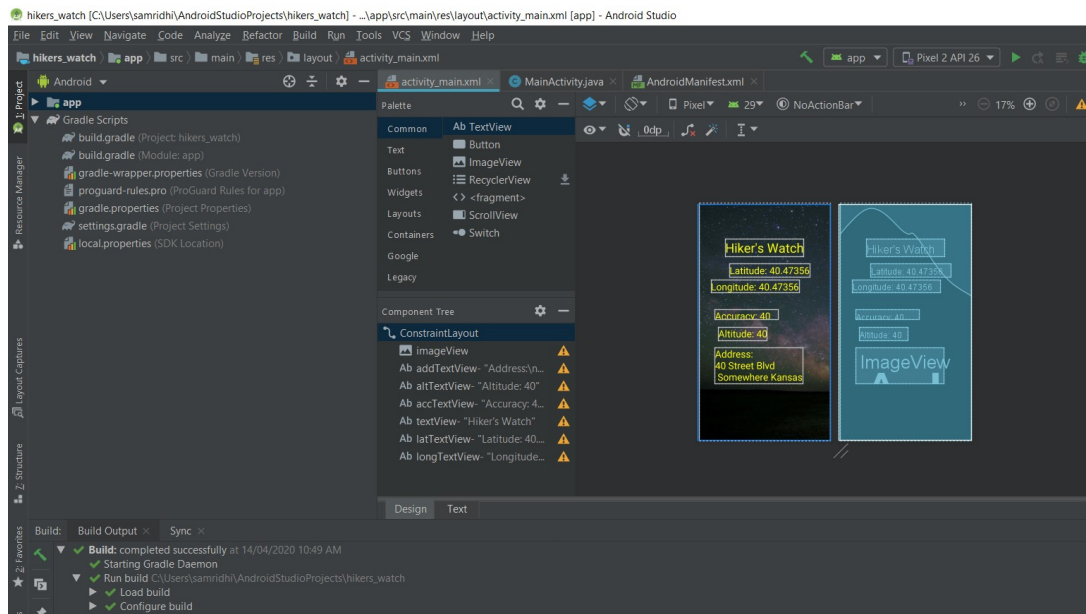 hikers_watch [C:\Users\samridhi\AndroidStudioProjects\hikers_watch] - ...\app\src\main\res\layout\activity_main.xml [app] - Android Studio
File Edit View Navigate Code Analyze Refactor Build Run Tools VCS Window Help
hikers_watch app src main res layout activity_main.xml
app Pixel 2 API 26
1: Project
Resource Manager
Layout Captures
Z: Structure
2: Favorites
Android
app
Gradle Scripts
build.gradle (Project: hikers_watch)
build.gradle (Module: app)
gradle-wrapper.properties (Gradle Version)
proguard-rules.pro (ProGuard Rules for app)
gradle.properties (Project Properties)
settings.gradle (Project Settings)
local.properties (SDK Location)
activity_main.xml MainActivity.java AndroidManifest.xml
Palette
Common
Text
Buttons
Widgets
Layouts
Containers
Google
Legacy
Ab TextView
Button
ImageView
RecyclerView
<> <fragment>
ScrollView
Switch
Pixel 29 NoActionBar
» 17%
0dp
Component Tree
ConstraintLayout
imageView
Ab addTextView- "Address:\n...
Ab altTextView- "Altitude: 40"
Ab accTextView- "Accuracy: 4...
Ab textView- "Hiker's Watch"
Ab latTextView- "Latitude: 40....
Ab longTextView- "Longitude...
Hiker's Watch
Latitude: 40.47356
Longitude: 40.47356
Accuracy: 40
Altitude: 40
Address:
40 Street Blvd
Somewhere Kansas
Hiker's Watch
Latitude: 40.47356
Longitude: 40.47356
Accuracy: 40
Altitude: 40
ImageView
Design Text
Build: Build Output Sync
Build: completed successfully at 14/04/2020 10:49 AM
Starting Gradle Daemon
Run build C:\Users\samridhi\AndroidStudioProjects\hikers_watch
Load build
Configure build